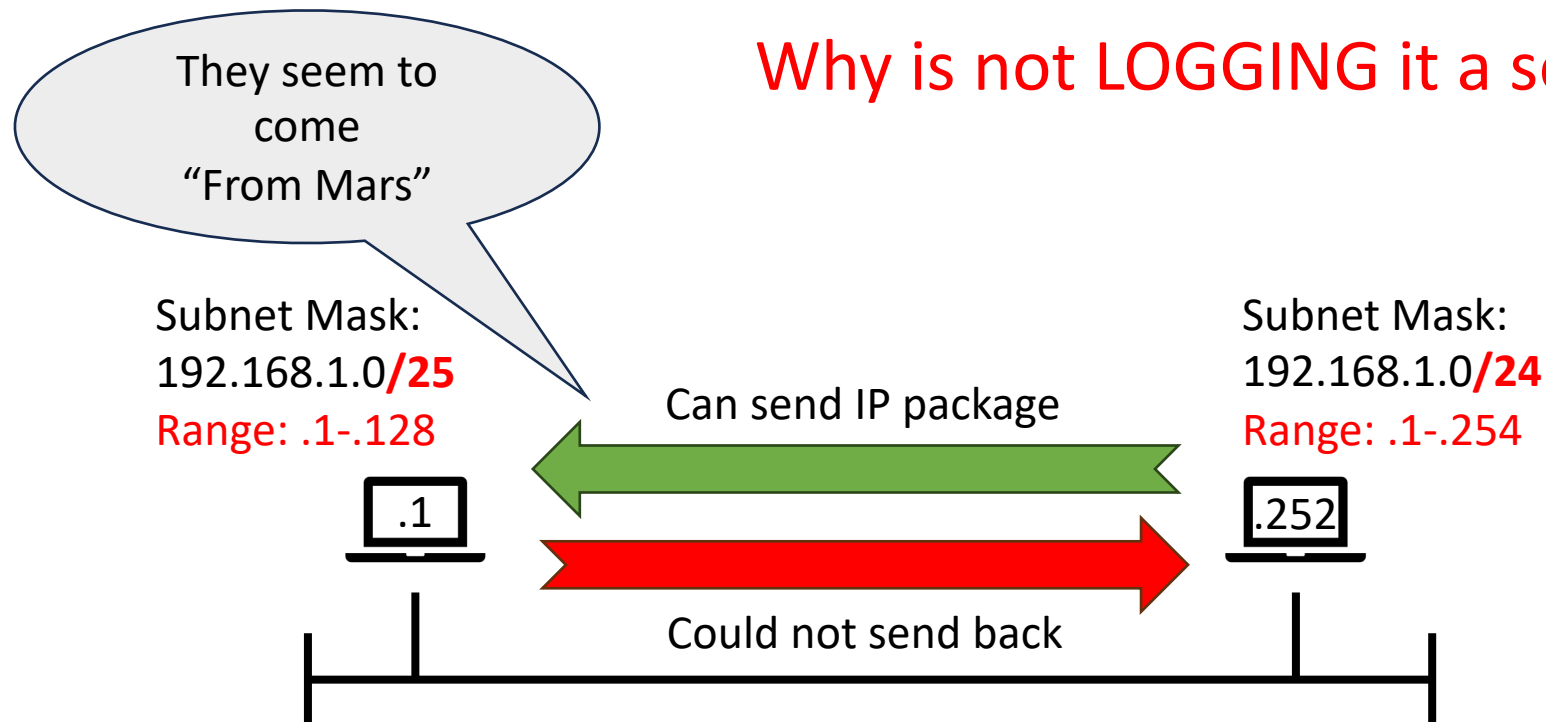 Why is not LOGGING it a
They seem to
come
“From Mars”
Subnet Mask:
192.168.1.0/25
Range: .1-.128
Subnet Mask:
192.168.1.0/24
Range: .1-.254
Can send IP package
.1
.252
Could not send back